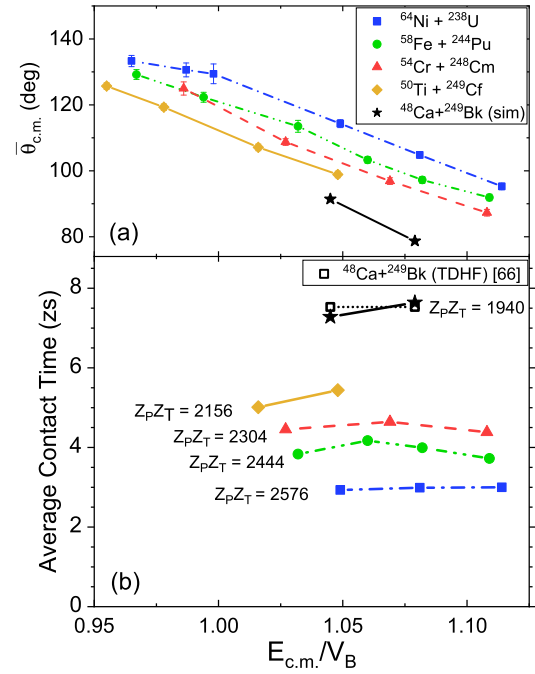 140
120
100
80
θ̅c.m. (deg)
(a)
⁶⁴Ni + ²³⁸U
⁵⁸Fe + ²⁴⁴Pu
⁵⁴Cr + ²⁴⁸Cm
⁵⁰Ti + ²⁴⁹Cf
⁴⁸Ca+²⁴⁹Bk (sim)
8
6
4
2
0
Average Contact Time (zs)
⁴⁸Ca+²⁴⁹Bk (TDHF) [66]
ZPZT = 1940
ZPZT = 2156
ZPZT = 2304
ZPZT = 2444
ZPZT = 2576
(b)
0.95 1.00 1.05 1.10
Ec.m./VB